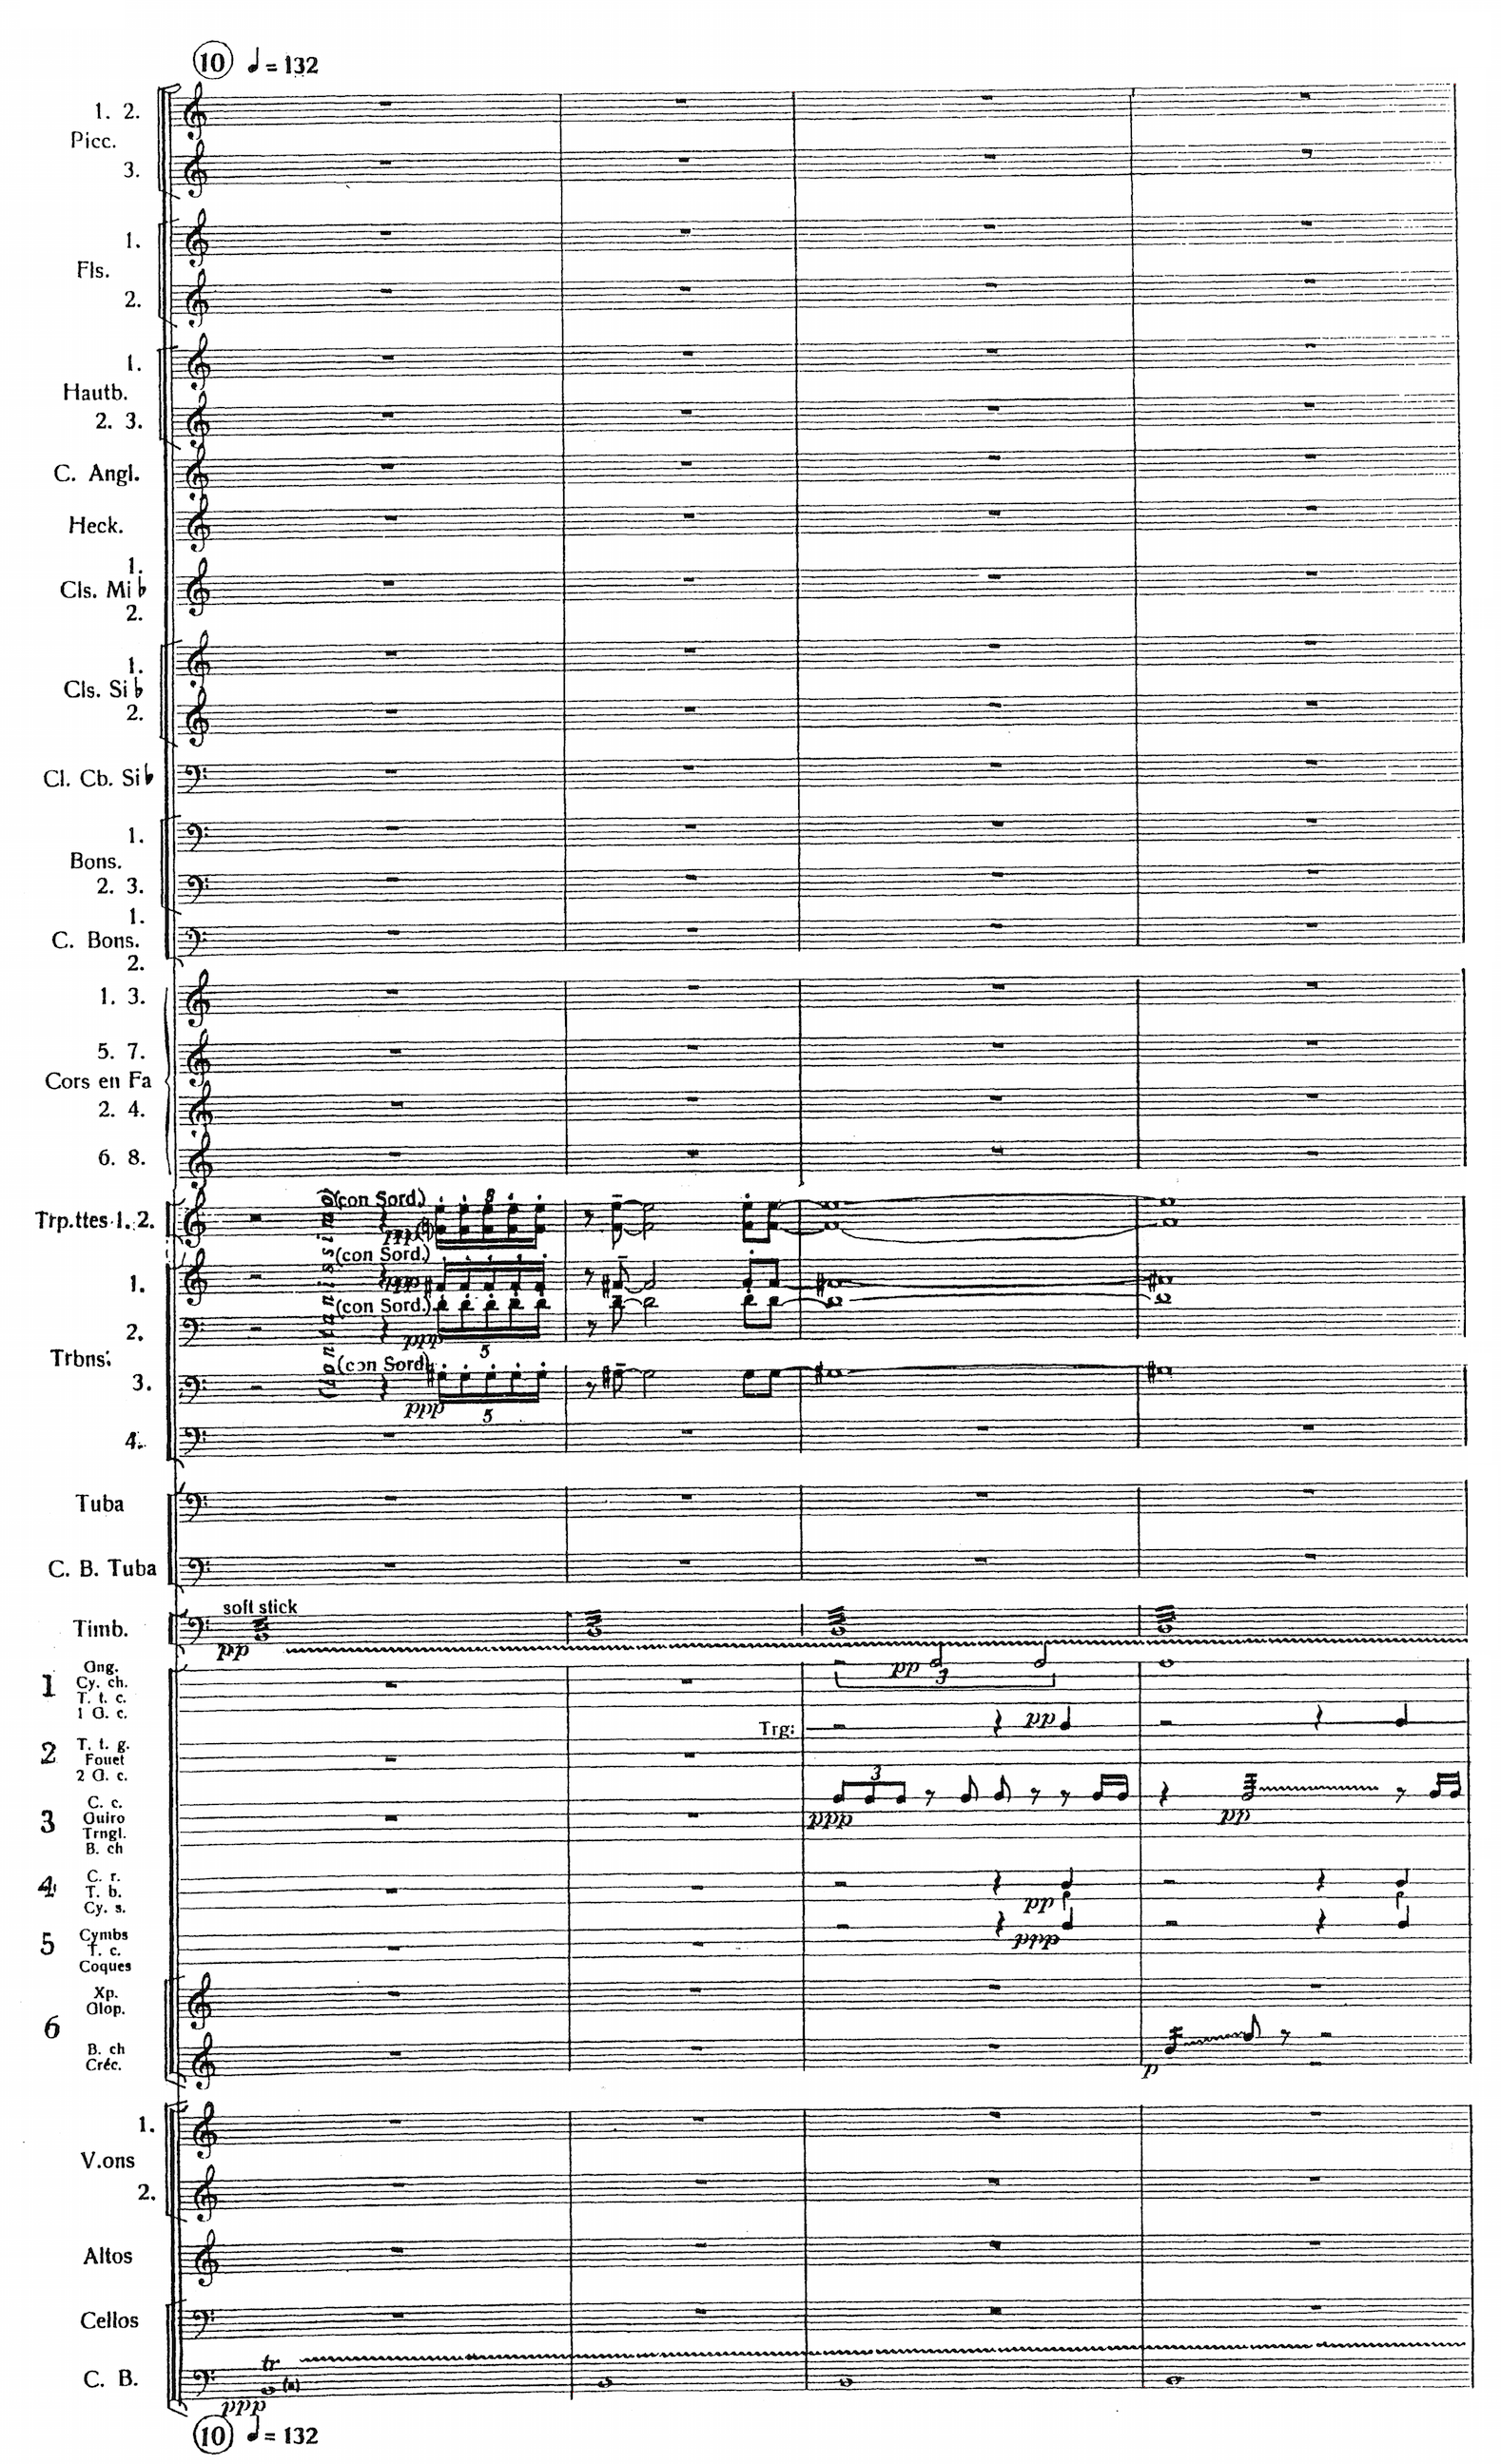 10 ♩ = 132
1. 2.
Picc.
3.
1.
Fls.
2.
1.
Hautb.
2. 3.
C. Angl.
Heck.
1.
Cls. Mi♭
2.
1.
Cls. Si♭
2.
Cl. Cb. Si♭
1.
Bons.
2. 3.
1.
C. Bons.
2.
1. 3.
5. 7.
Cors en Fa
2. 4.
6. 8.
Trp.ttes 1. 2.
(con Sord.)
(lontanissimo)
1.
(con Sord.)
2.
(con Sord.)
5
Trbns.
3.
(con Sord.)
ppp
5
4.
Tuba
C. B. Tuba
soft stick
Timb.
ppp
1
Gng.
Cy. ch.
T. t. c.
1 G. c.
pp
3
Trg:
pp
2
T. t. g.
Fouet
2 G. c.
3
3
C. c.
Guiro
Trngl.
B. ch
ppp
pp
4
C. r.
T. b.
Cy. s.
pp
5
Cymbs
T. c.
Coques
ppp
6
Xp.
Glop.
B. ch
Créc.
p
1.
V.ons
2.
Altos
Cellos
C. B.
tr
ppp
10 ♩ = 132